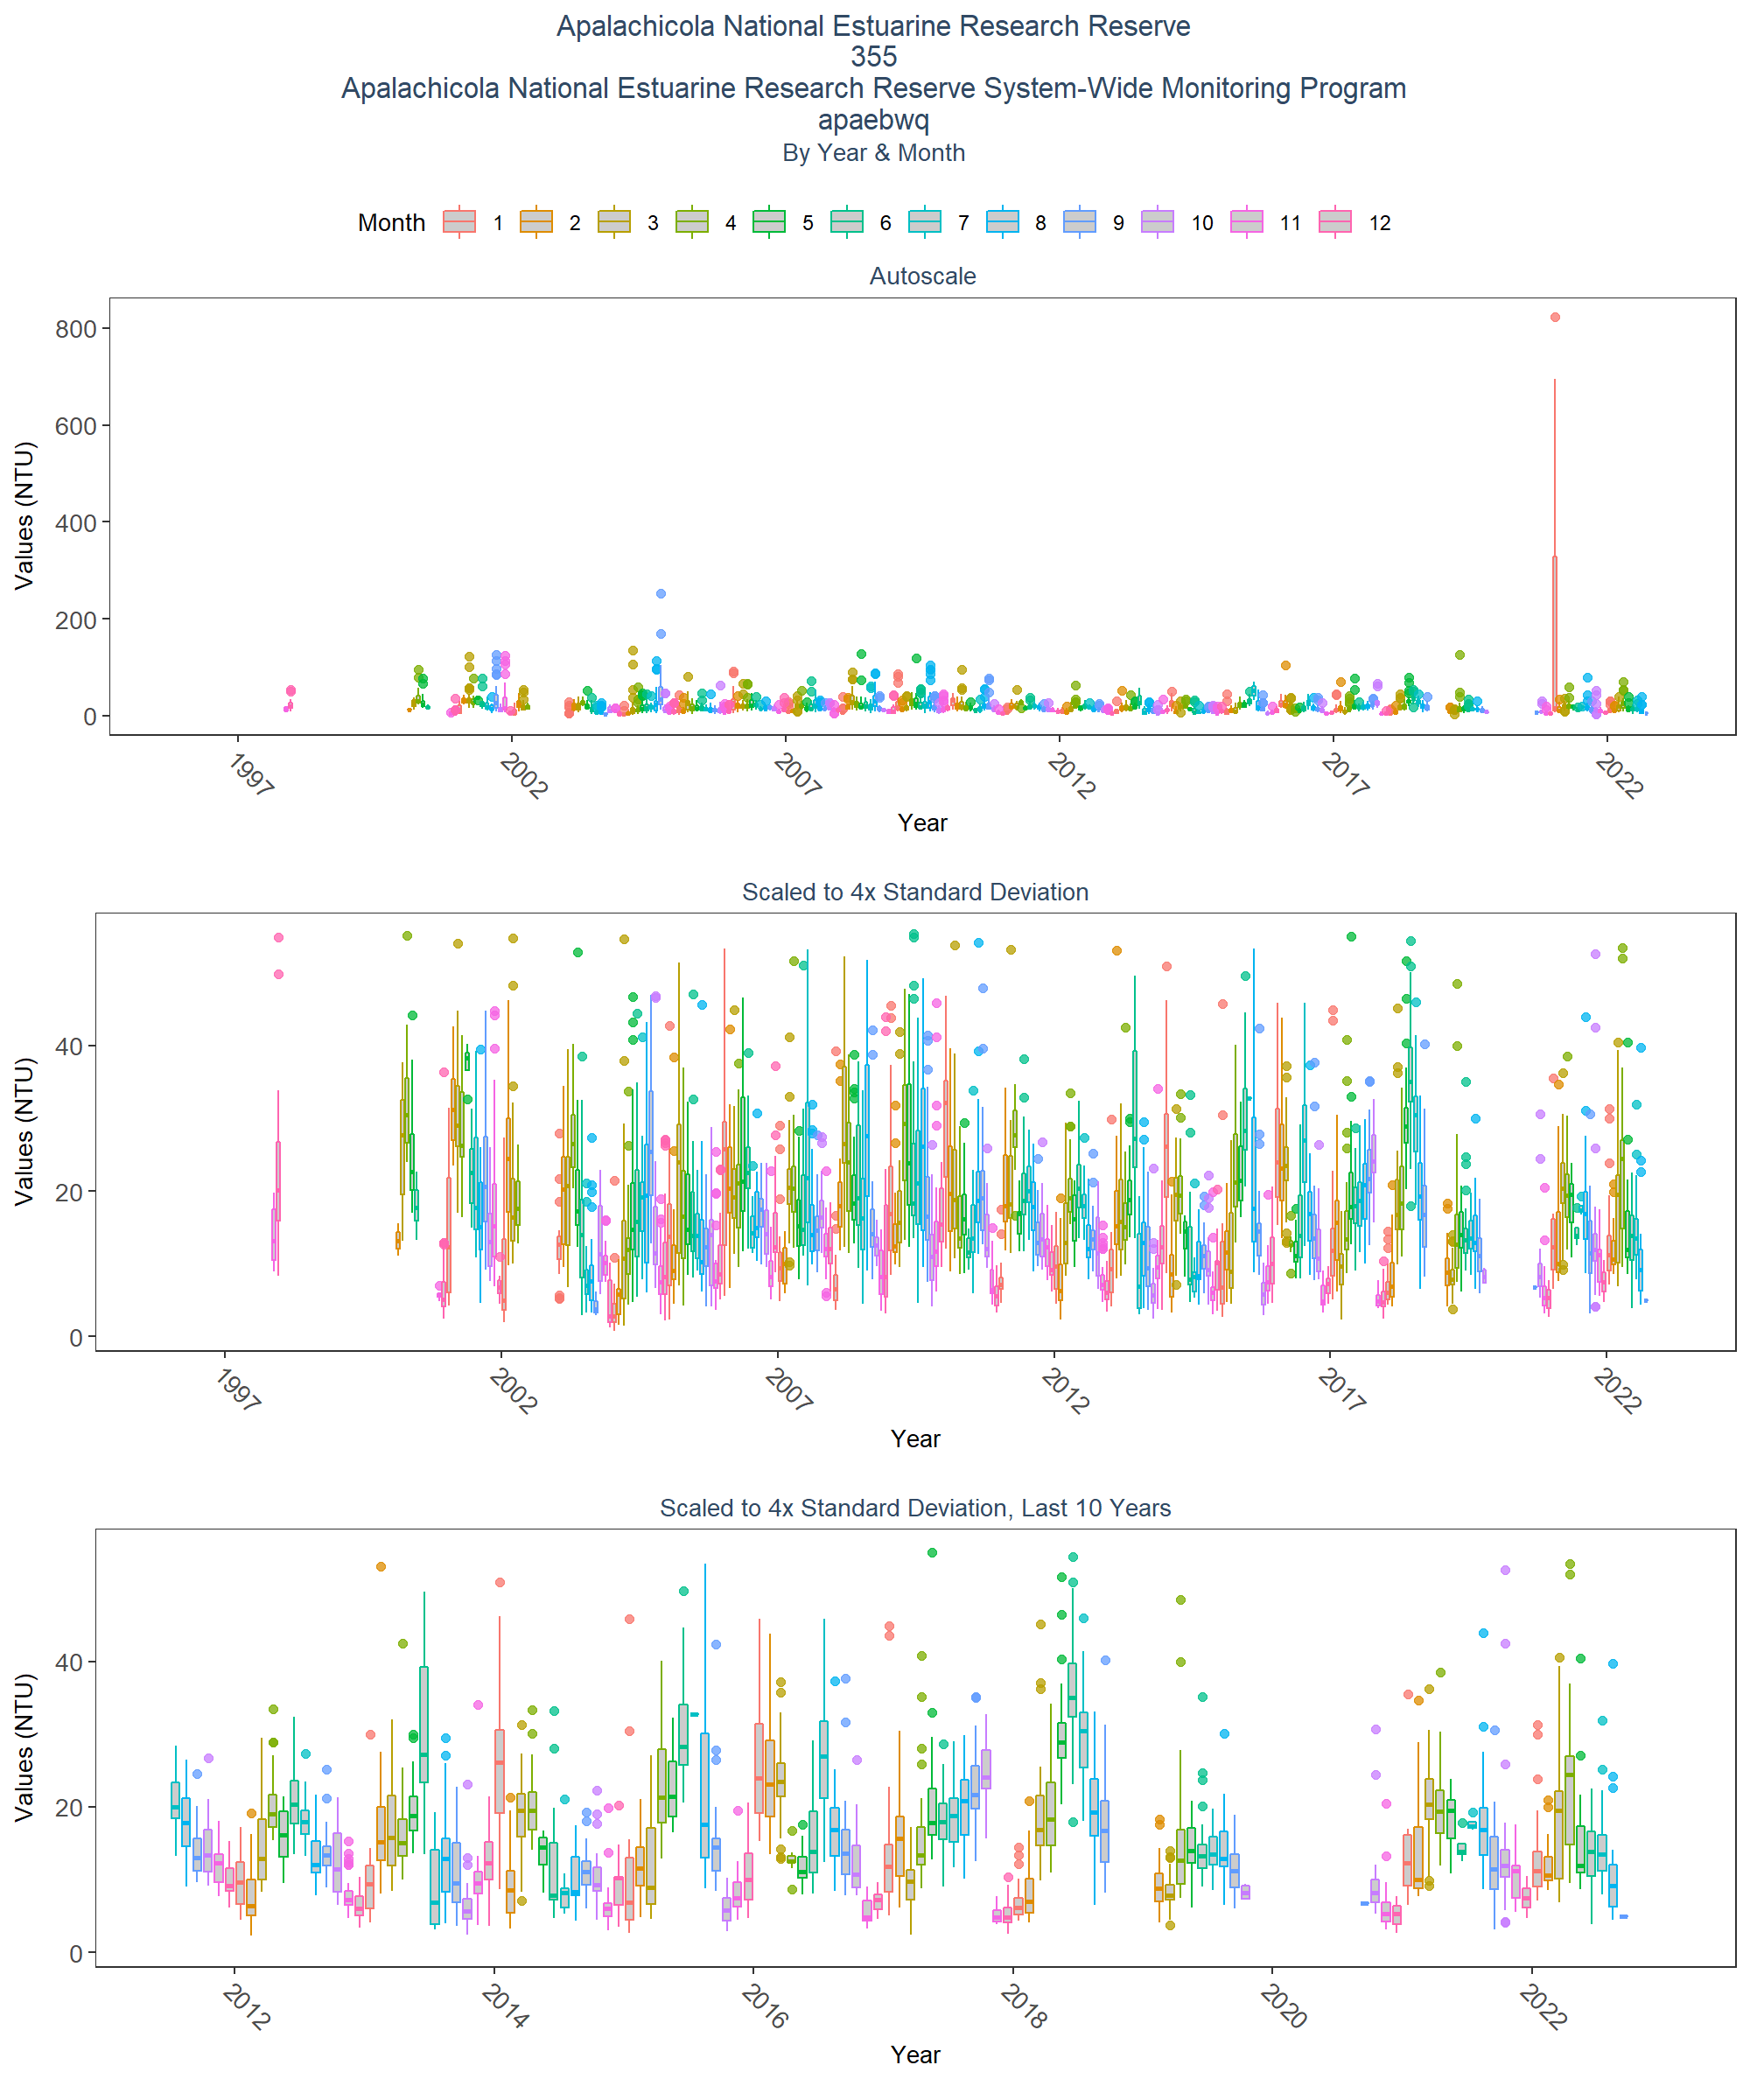 Apalachicola National Estuarine Research Reserve
355
Apalachicola National Estuarine Research Reserve System-Wide Monitoring Program
apaebwq
By Year & Month
Month 1 2 3 4 5 6 7 8 9 10 11 12
Autoscale
Values (NTU)
800
600
400
200
0
1997 2002 2007 2012 2017 2022
Year
Scaled to 4x Standard Deviation
Values (NTU)
40
20
0
1997 2002 2007 2012 2017 2022
Year
Scaled to 4x Standard Deviation, Last 10 Years
Values (NTU)
40
20
0
2012 2014 2016 2018 2020 2022
Year